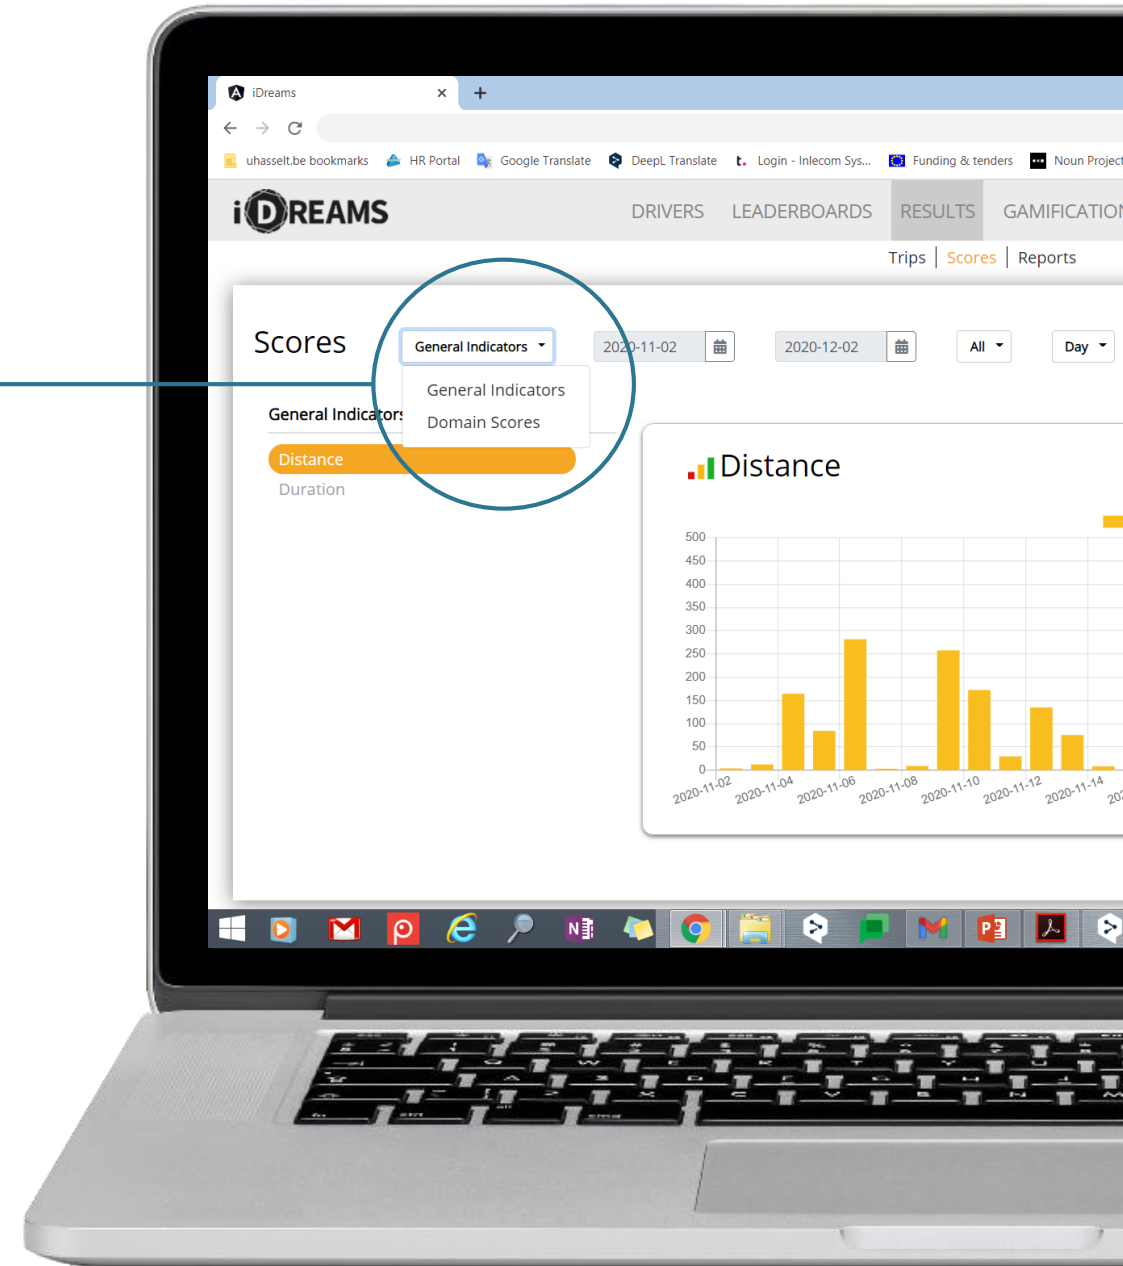 iDreams
uhasselt.be bookmarks HR Portal Google Translate DeepL Translate t. Login - Inlecom Sys... Funding & tenders Noun Project
iDREAMS DRIVERS LEADERBOARDS RESULTS GAMIFICATION
Trips | Scores | Reports
Scores General Indicators 2020-11-02 2020-12-02 All Day
General Indicators
Domain Scores
General Indicators
Distance
Duration
Distance
500
450
400
350
300
250
200
150
100
50
0
2020-11-02 2020-11-04 2020-11-06 2020-11-08 2020-11-10 2020-11-12 2020-11-14